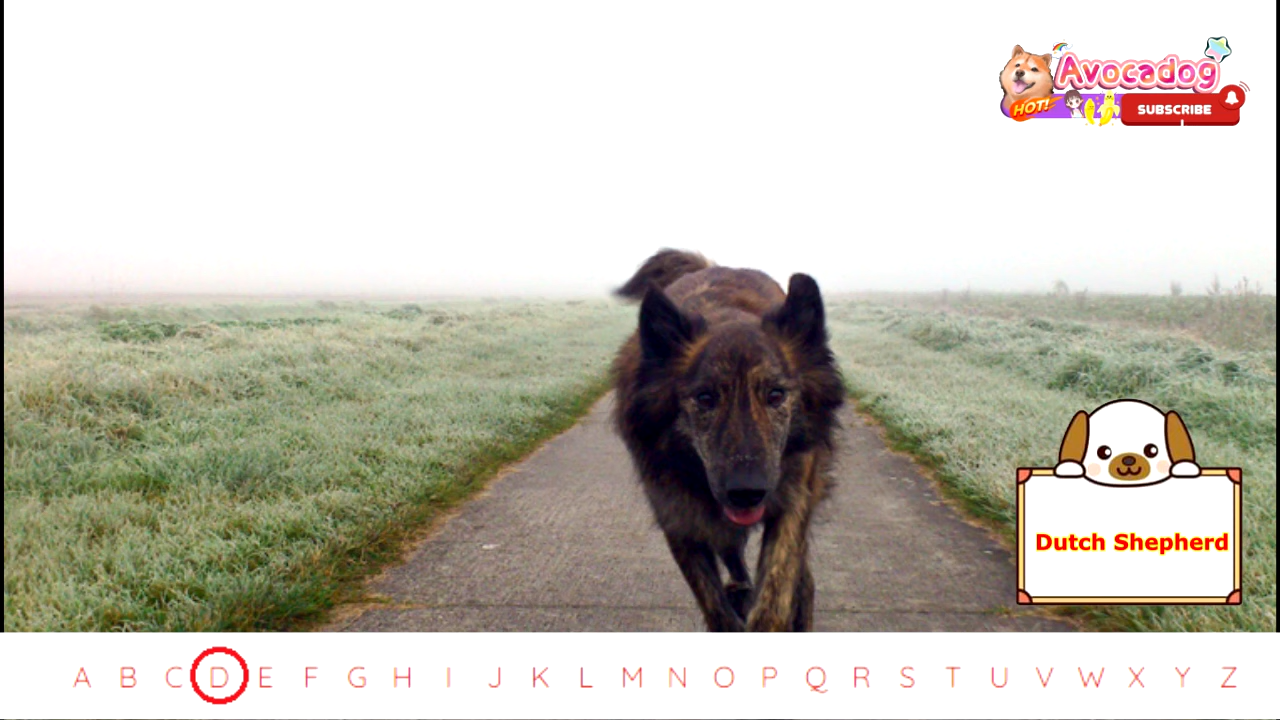 Avocadog
HOT!
SUBSCRIBE
Dutch Shepherd
A B C D E F G H I J K L M N O P Q R S T U V W X Y Z